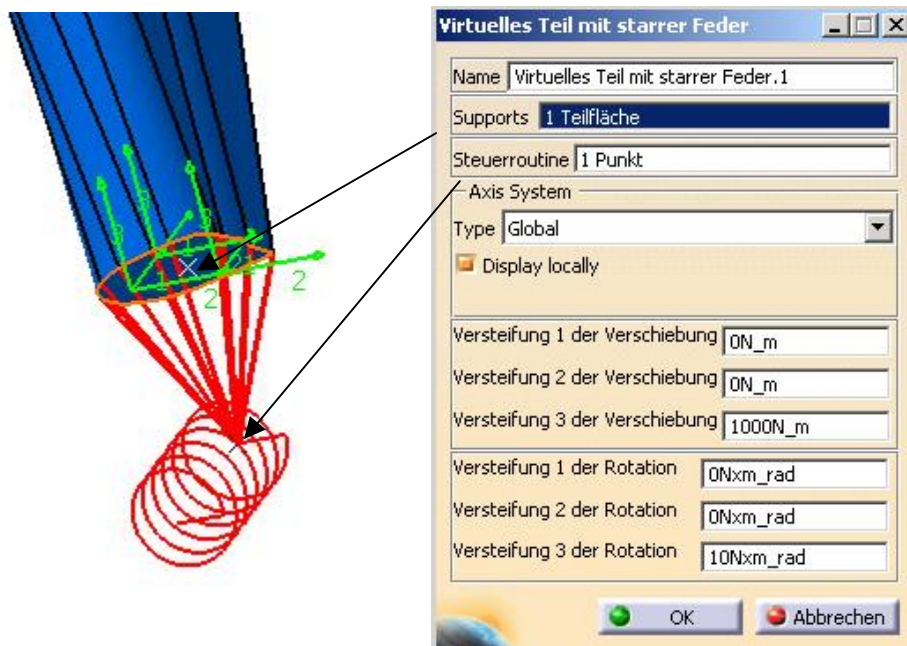 Virtuelles Teil mit starrer Feder
Name Virtuelles Teil mit starrer Feder.1
Supports 1 Teilfläche
Steuerroutine 1 Punkt
Axis System
Type Global
Display locally
Versteifung 1 der Verschiebung 0N_m
Versteifung 2 der Verschiebung 0N_m
Versteifung 3 der Verschiebung 1000N_m
Versteifung 1 der Rotation 0Nxm_rad
Versteifung 2 der Rotation 0Nxm_rad
Versteifung 3 der Rotation 10Nxm_rad
OK Abbrechen
2
2